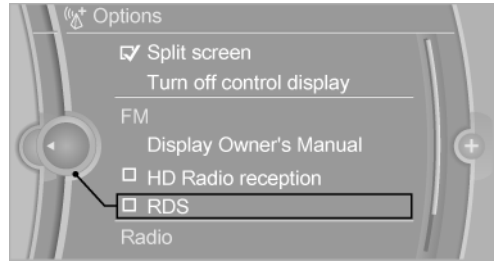 Options
Split screen
Turn off control display
FM
Display Owner's Manual
HD Radio reception
RDS
Radio